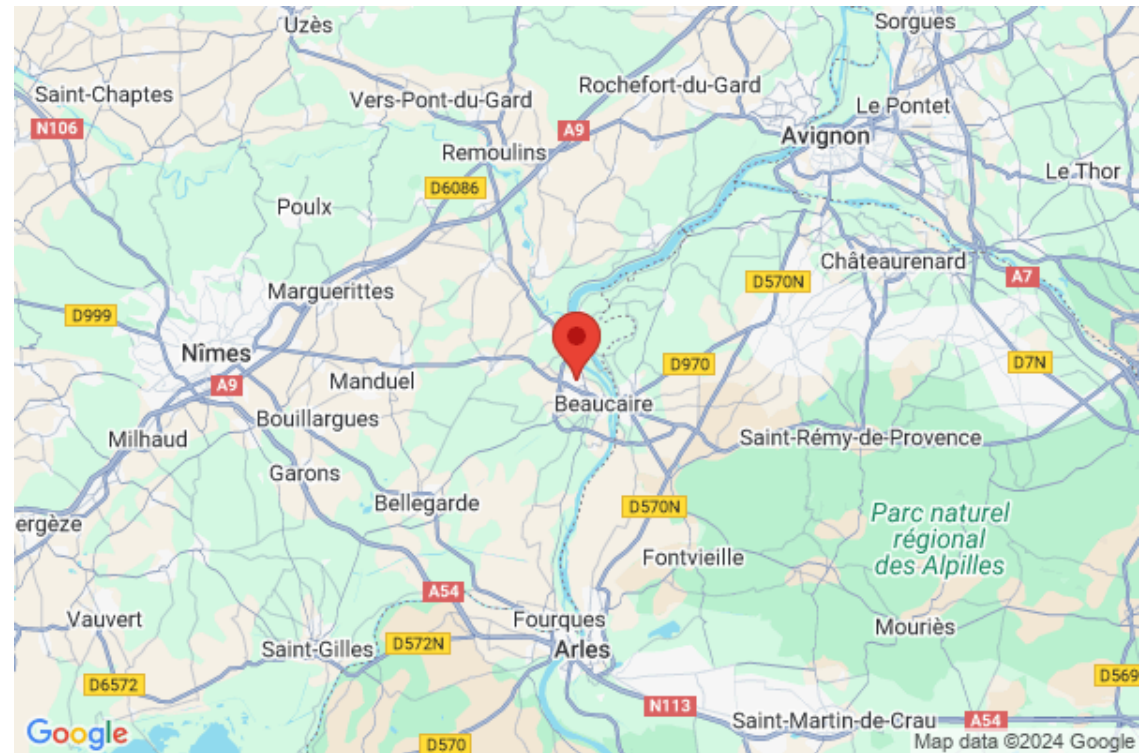 Uzès
Sorgues
Saint-Chaptes
Vers-Pont-du-Gard
Rochefort-du-Gard
Le Pontet
N106
A9
Avignon
Remoulins
Le Thor
D6086
Poulx
Châteaurenard
A7
Marguerittes
D570N
D999
Nîmes
Manduel
D970
D7N
A9
Beaucaire
Bouillargues
Milhaud
Saint-Rémy-de-Provence
Garons
Bellegarde
D570N
ergèze
Parc naturel
régional
des Alpilles
Fontvieille
A54
Vauvert
Fourques
Mouriès
Saint-Gilles
D572N
Arles
D6572
D569
N113
Saint-Martin-de-Crau
A54
Google
D570
Map data ©2024 Google